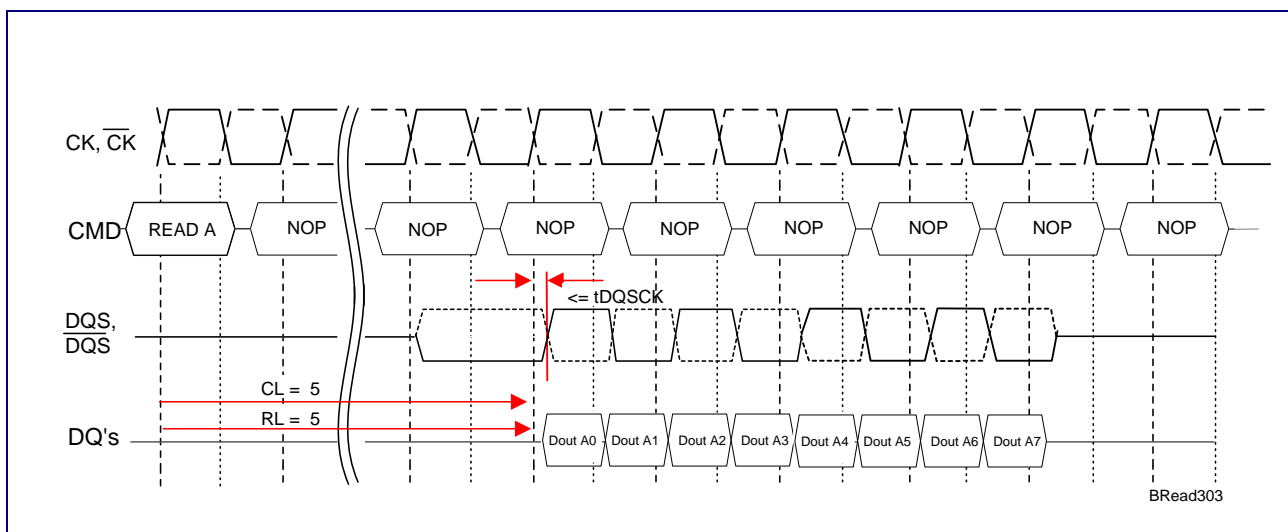 CK, CK
CMD
READ A
NOP
NOP
NOP
NOP
NOP
NOP
NOP
<= tDQSCK
DQS,
DQS
CL = 5
RL = 5
DQ's
Dout A0
Dout A1
Dout A2
Dout A3
Dout A4
Dout A5
Dout A6
Dout A7
BRead303